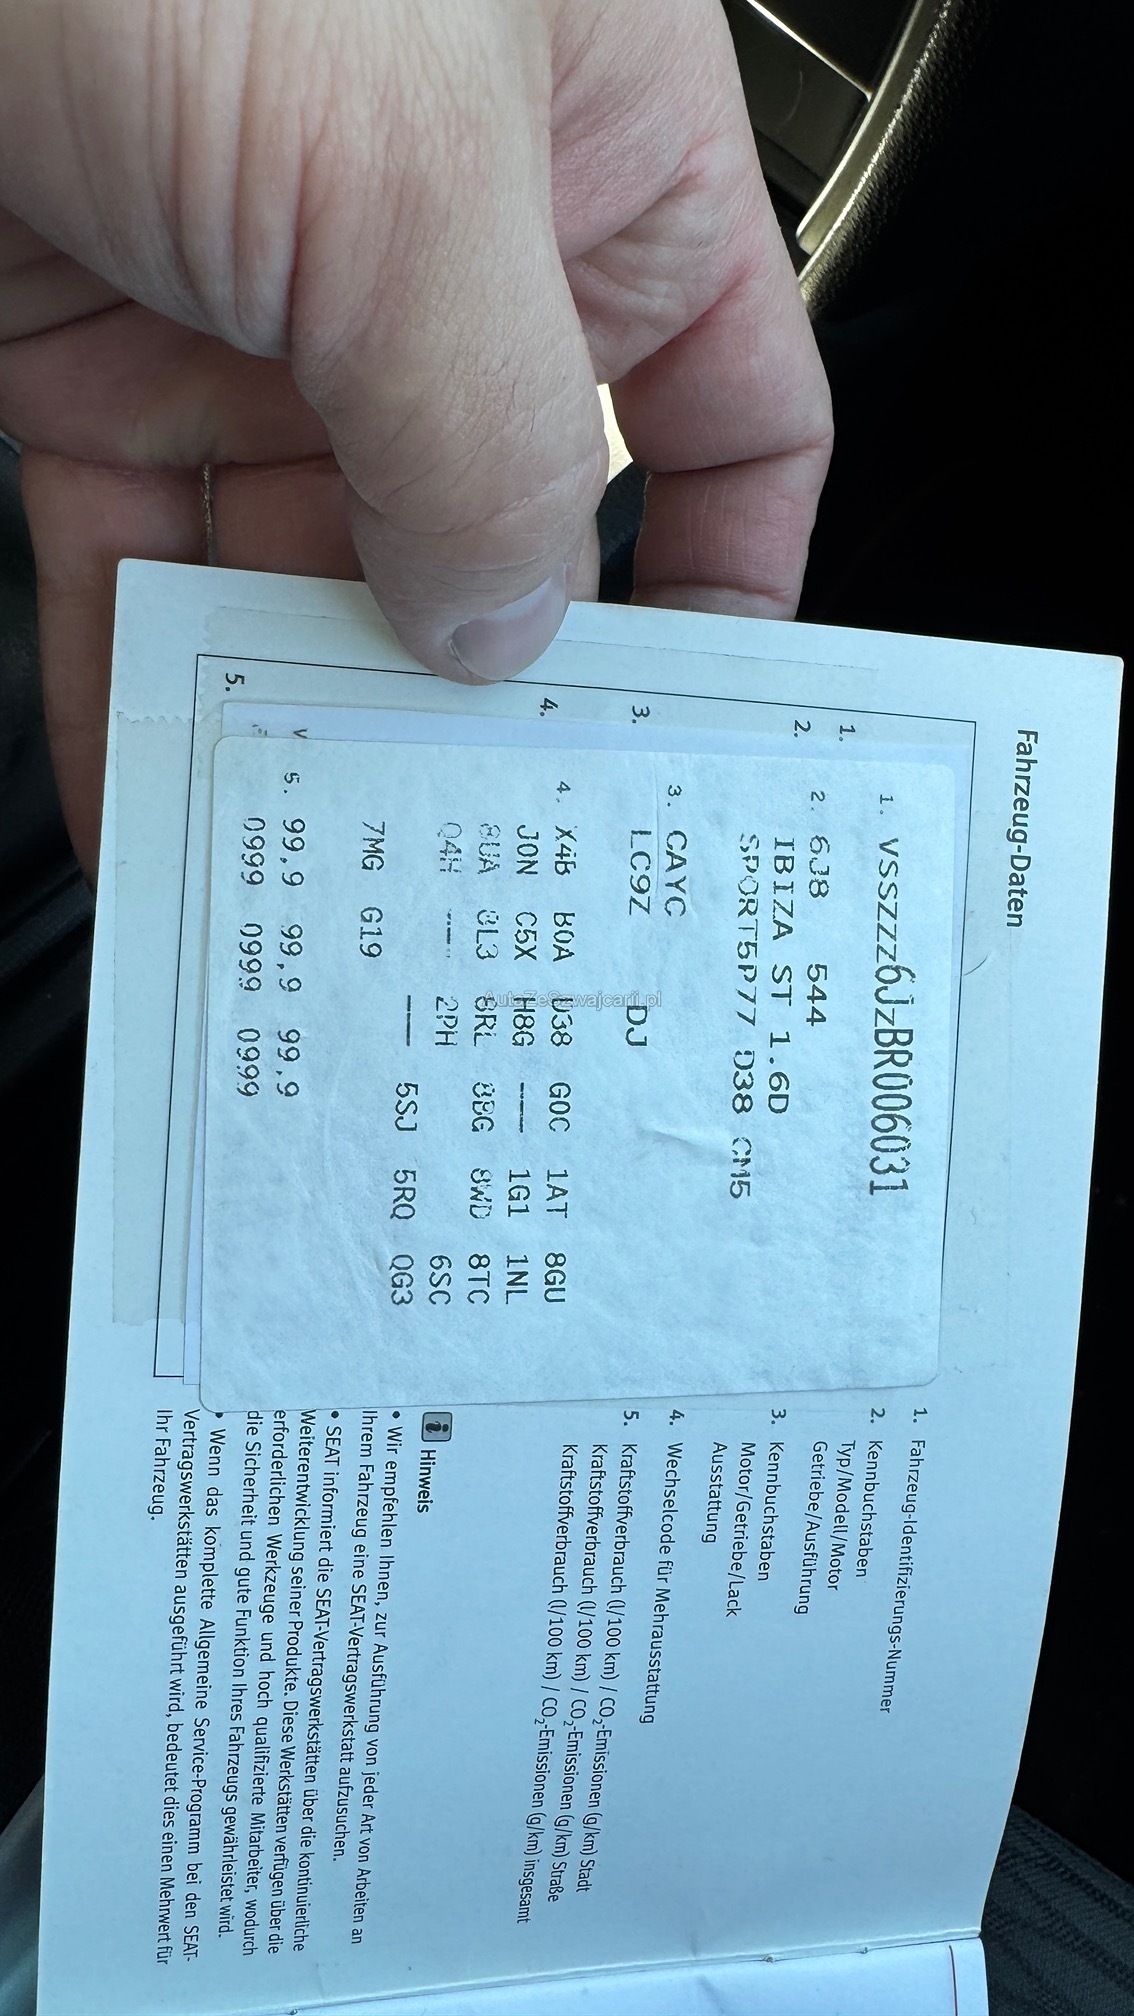 Fahrzeug-Daten
1.
2.
3.
4.
5.
1. VSSZZZ6JZBR006031
2. 6J8 544
IBIZA ST 1.6D
SPORT5P77 D38 CM5
3. CAYC
LC9Z DJ
4. X4B B0A D38 G0C 1AT 8GU
J0N C5X H8G --- 1G1 1NL
8UA 8L3 8RL 8BG 8WD 8TC
Q4H --- 2PH 6SC
--- 5SJ 5RQ QG3
7MG G19
5. 99,9 99,9 99,9
0999 0999 0999
AutaZeSzwajcarii.pl
1. Fahrzeug-Identifizierungs-Nummer
2. Kennbuchstaben
Typ/Modell/Motor
Getriebe/Ausführung
3. Kennbuchstaben
Motor/Getriebe/Lack
Ausstattung
4. Wechselcode für Mehrausstattung
5. Kraftstoffverbrauch (l/100 km) / CO₂-Emissionen (g/km) Stadt
Kraftstoffverbrauch (l/100 km) / CO₂-Emissionen (g/km) Straße
Kraftstoffverbrauch (l/100 km) / CO₂-Emissionen (g/km) insgesamt
i Hinweis
• Wir empfehlen Ihnen, zur Ausführung von jeder Art von Arbeiten an
Ihrem Fahrzeug eine SEAT-Vertragswerkstatt aufzusuchen.
• SEAT informiert die SEAT-Vertragswerkstätten über die kontinuierliche
Weiterentwicklung seiner Produkte. Diese Werkstätten verfügen über die
erforderlichen Werkzeuge und hoch qualifizierte Mitarbeiter, wodurch
die Sicherheit und gute Funktion Ihres Fahrzeugs gewährleistet wird.
• Wenn das komplette Allgemeine Service-Programm bei den SEAT-
Vertragswerkstätten ausgeführt wird, bedeutet dies einen Mehrwert für
Ihr Fahrzeug.